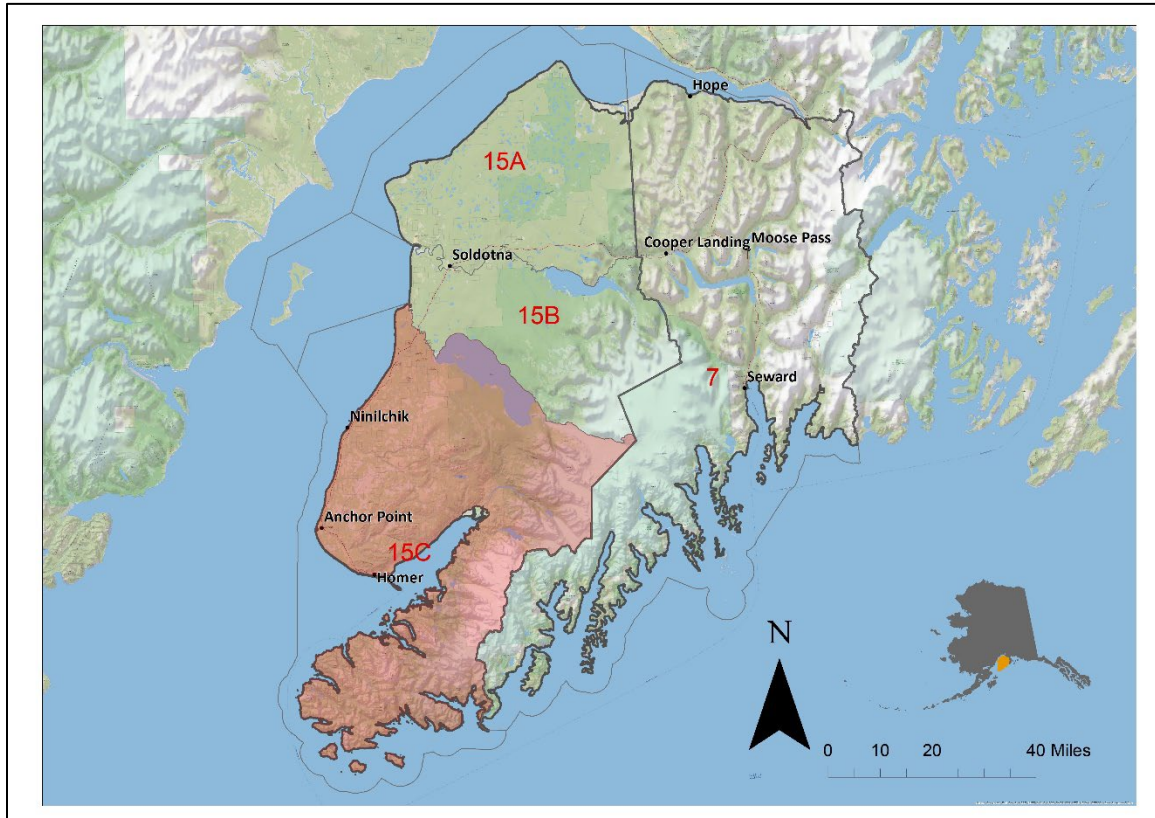 Hope
15A
Cooper Landing
Moose Pass
Soldotna
15B
7
Seward
Ninilchik
Anchor Point
15C
Homer
N
0 10 20 40 Miles